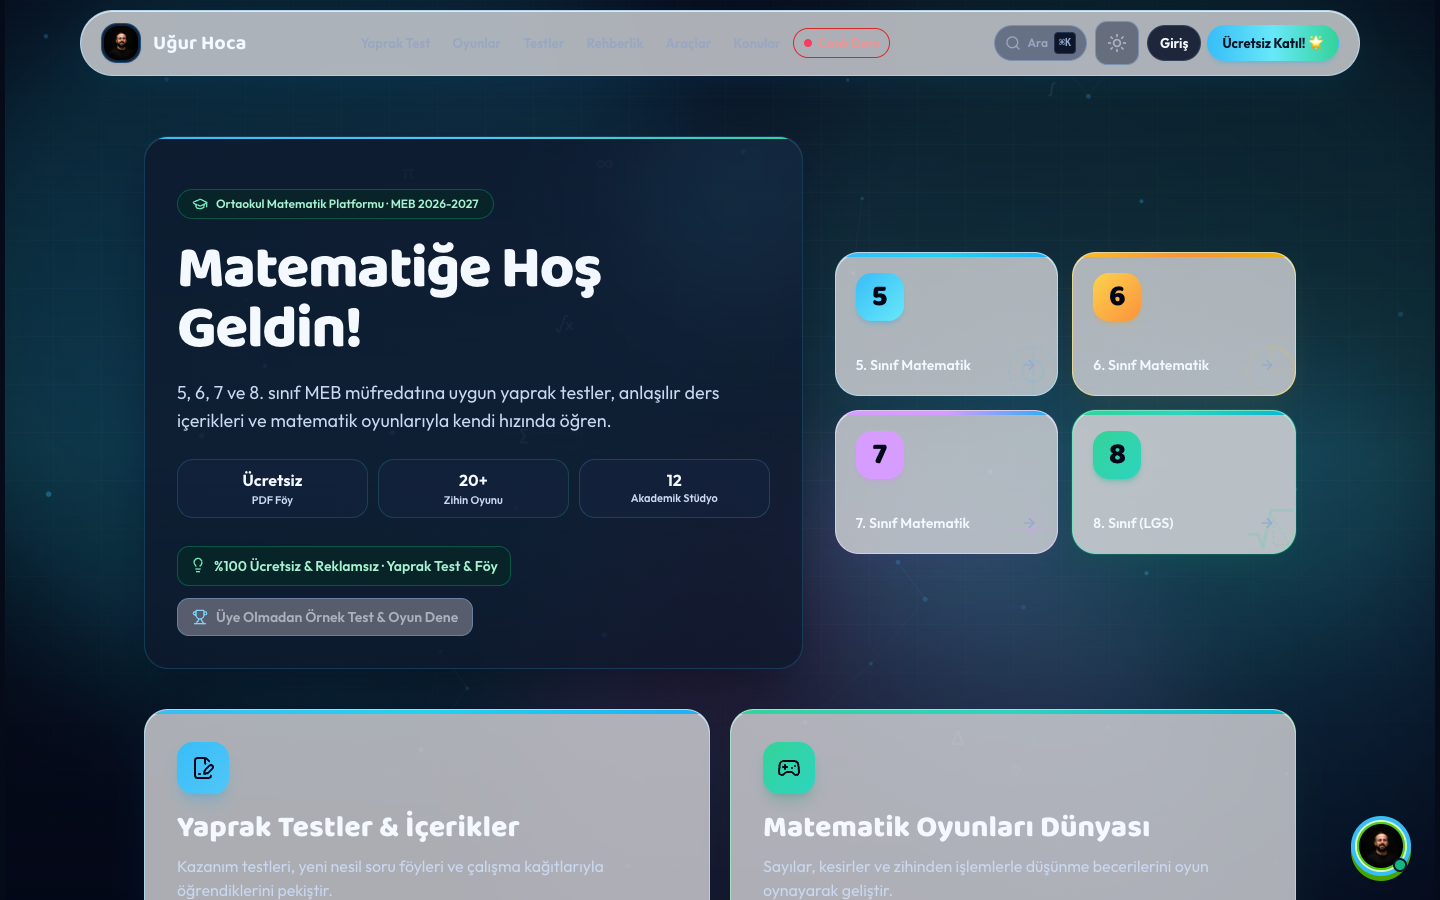 Uğur Hoca
Yaprak Test Oyunlar Testler Rehberlik Araçlar Konular Canlı Ders
Ara ⌘K
Giriş
Ücretsiz Katıl! 🌟
Ortaokul Matematik Platformu · MEB 2026-2027
Matematiğe Hoş
Geldin!
5, 6, 7 ve 8. sınıf MEB müfredatına uygun yaprak testler, anlaşılır ders
içerikleri ve matematik oyunlarıyla kendi hızında öğren.
Ücretsiz
PDF Föy
20+
Zihin Oyunu
12
Akademik Stüdyo
%100 Ücretsiz & Reklamsız · Yaprak Test & Föy
Üye Olmadan Örnek Test & Oyun Dene
5
5. Sınıf Matematik
6
6. Sınıf Matematik
7
7. Sınıf Matematik
8
8. Sınıf (LGS)
Yaprak Testler & İçerikler
Kazanım testleri, yeni nesil soru föyleri ve çalışma kağıtlarıyla
öğrendiklerini pekiştir.
Matematik Oyunları Dünyası
Sayılar, kesirler ve zihinden işlemlerle düşünme becerilerini oyun
oynayarak geliştir.